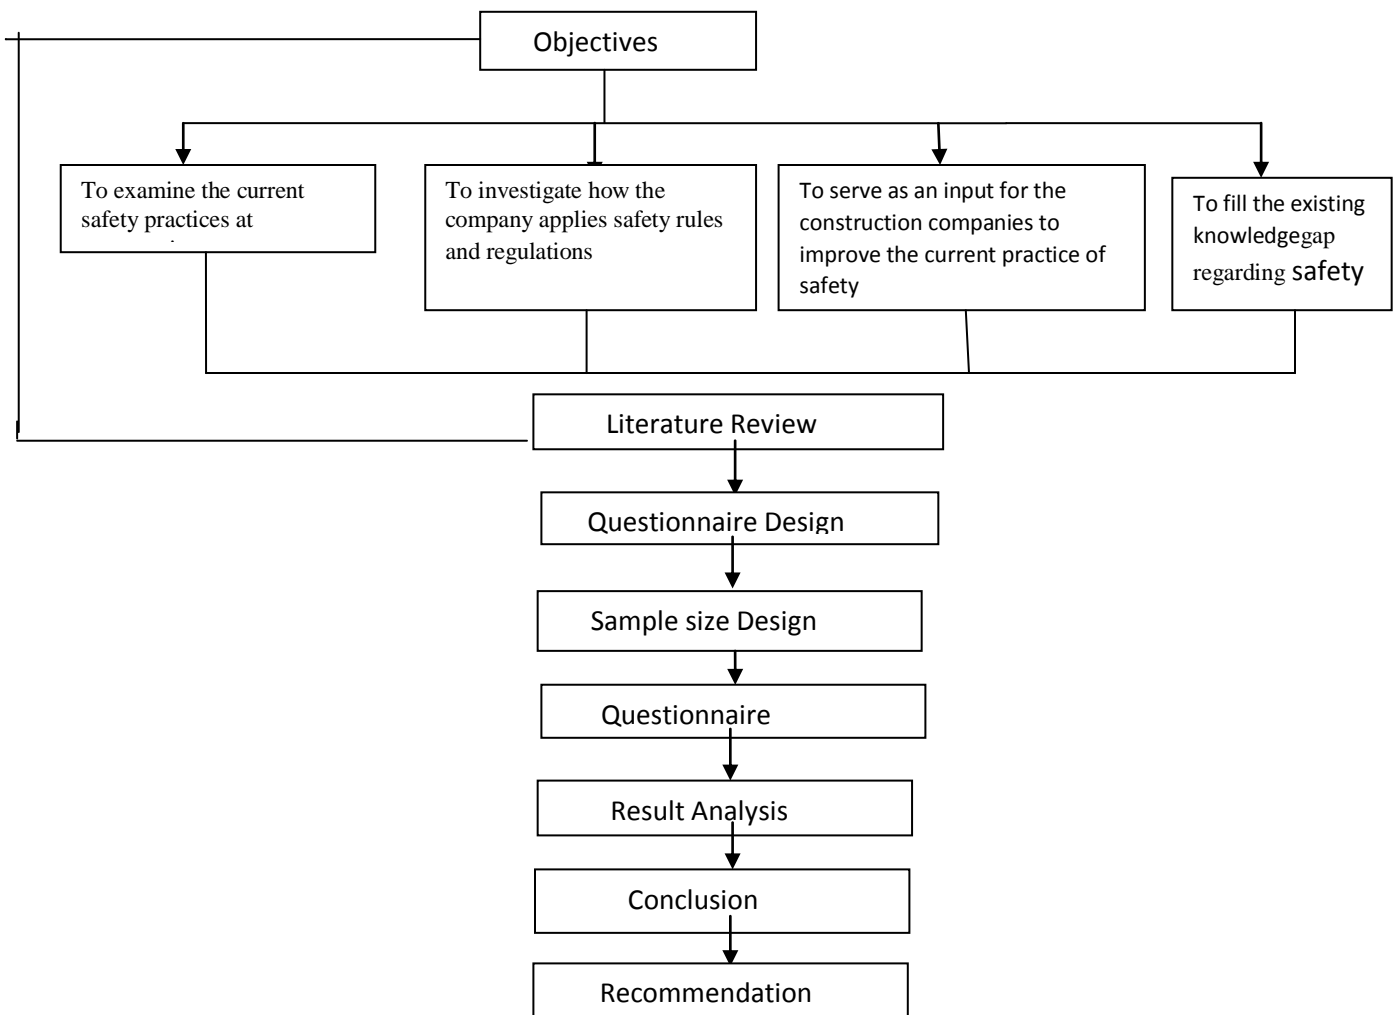 Objectives
To examine the current
safety practices at
To investigate how the
company applies safety rules
and regulations
To serve as an input for the
construction companies to
improve the current practice of
safety
To fill the existing
knowledgegap
regarding safety
Literature Review
Questionnaire Design
Sample size Design
Questionnaire
Result Analysis
Conclusion
Recommendation